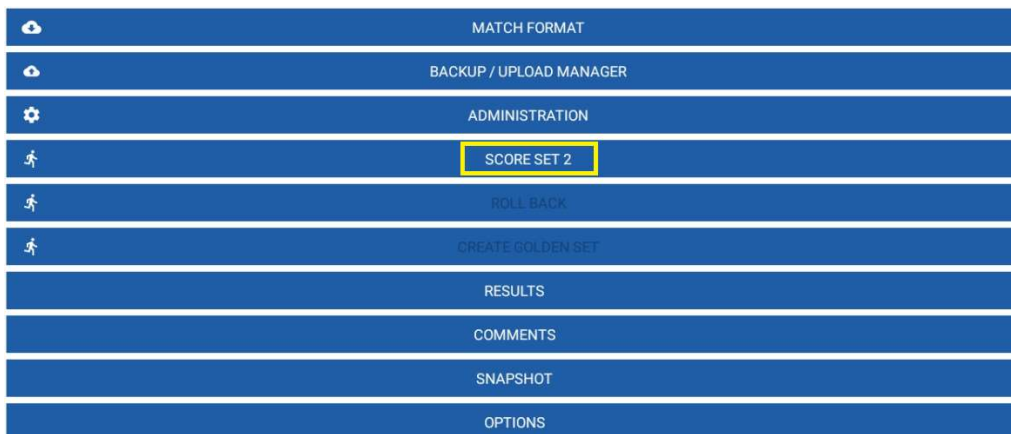 MATCH FORMAT
BACKUP / UPLOAD MANAGER
ADMINISTRATION
SCORE SET 2
ROLL BACK
CREATE GOLDEN SET
RESULTS
COMMENTS
SNAPSHOT
OPTIONS